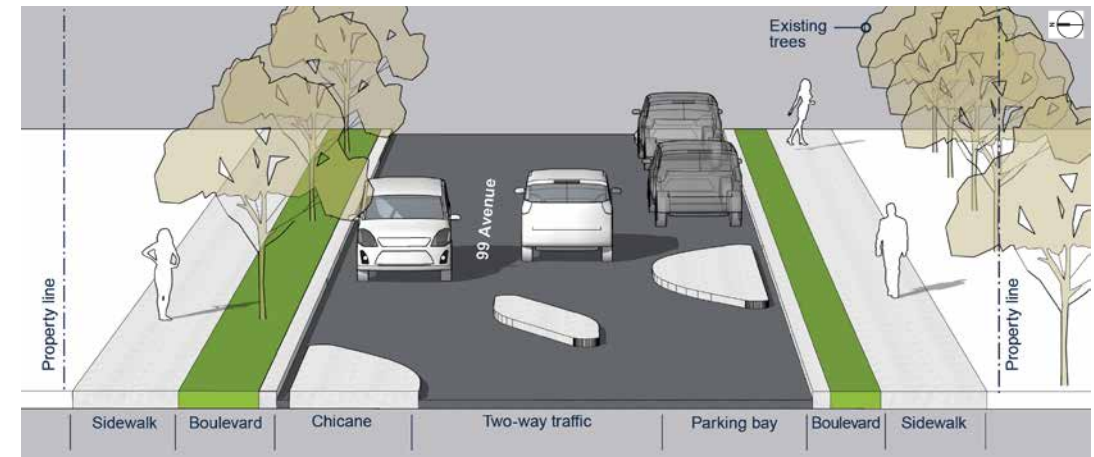 Existing
trees
N
99 Avenue
Property line
Property line
Sidewalk
Boulevard
Chicane
Two-way traffic
Parking bay
Boulevard
Sidewalk